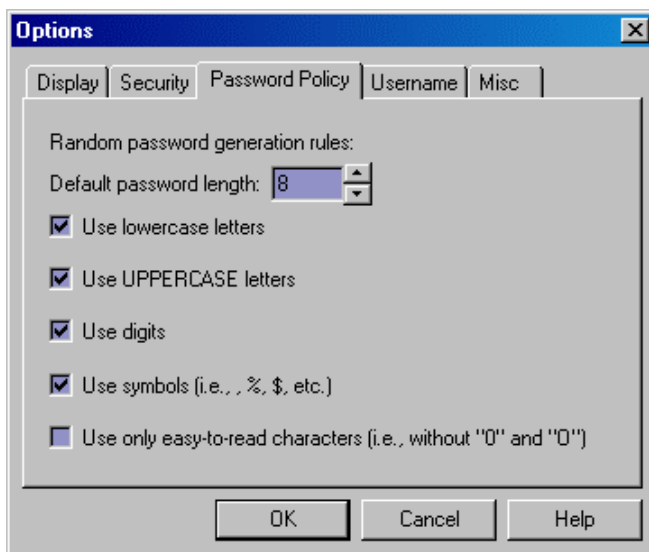 Options
Display Security Password Policy Username Misc
Random password generation rules:
Default password length: 8
Use lowercase letters
Use UPPERCASE letters
Use digits
Use symbols (i.e., , %, $, etc.)
Use only easy-to-read characters (i.e., without "0" and "O")
OK Cancel Help